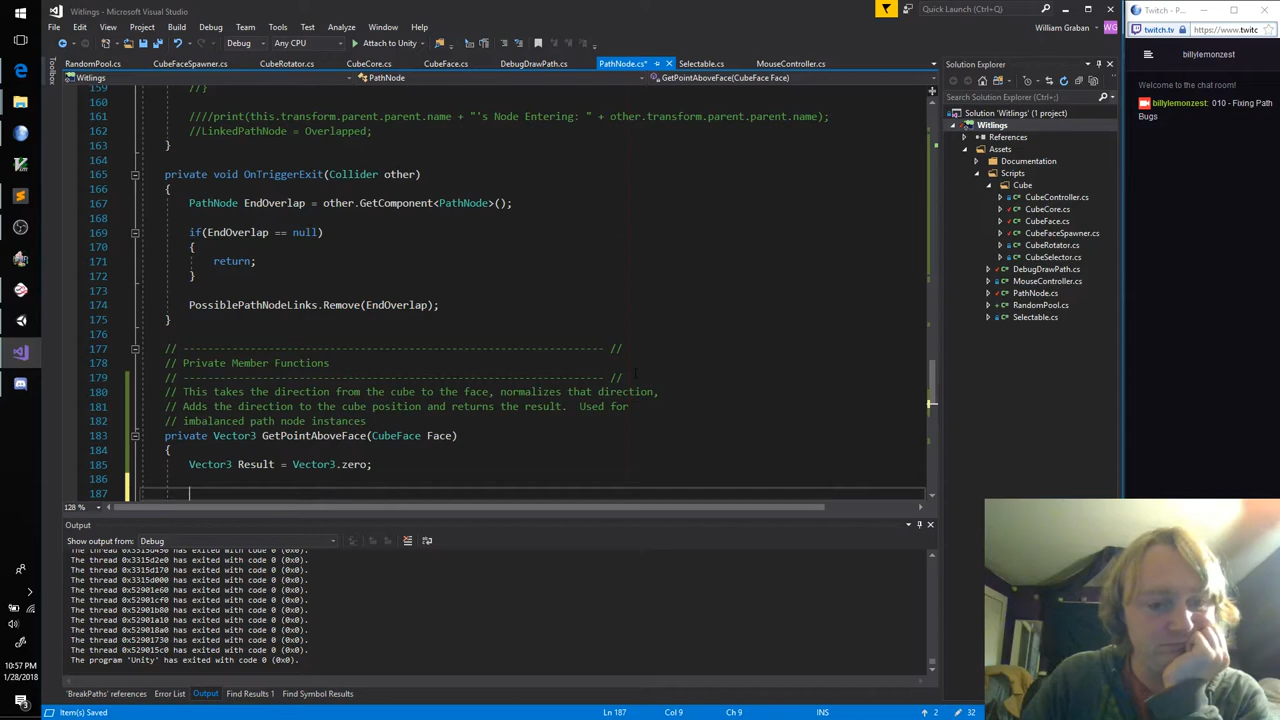 Witlings - Microsoft Visual Studio
Quick Launch (Ctrl+Q)
Twitch - P...
File Edit View Project Build Debug Team Tools Test Analyze Window Help
William Graban WG
twitch.tv https://www.twitc
Debug Any CPU Attach to Unity
billylemonzest
RandomPool.cs CubeFaceSpawner.cs CubeRotator.cs CubeCore.cs CubeFace.cs DebugDrawPath.cs PathNode.cs* Selectable.cs MouseController.cs
Solution Explorer
Toolbox
Witlings PathNode GetPointAboveFace(CubeFace Face)
Welcome to the chat room!
billylemonzest: 010 - Fixing Path
Bugs
Search Solution Explorer (Ctrl+;)
Solution 'Witlings' (1 project)
Witlings
References
Assets
Documentation
Scripts
Cube
CubeController.cs
CubeCore.cs
CubeFace.cs
CubeFaceSpawner.cs
CubeRotator.cs
CubeSelector.cs
DebugDrawPath.cs
MouseController.cs
PathNode.cs
RandomPool.cs
Selectable.cs
159 //}
160
161 ////print(this.transform.parent.parent.name + "'s Node Entering: " + other.transform.parent.parent.name);
162 //LinkedPathNode = Overlapped;
163 }
164
165 private void OnTriggerExit(Collider other)
166 {
167 PathNode EndOverlap = other.GetComponent<PathNode>();
168
169 if(EndOverlap == null)
170 {
171 return;
172 }
173
174 PossiblePathNodeLinks.Remove(EndOverlap);
175 }
176
177 // ---------------------------------------------------------------------- //
178 // Private Member Functions
179 // ---------------------------------------------------------------------- //
180 // This takes the direction from the cube to the face, normalizes that direction,
181 // Adds the direction to the cube position and returns the result.  Used for
182 // imbalanced path node instances
183 private Vector3 GetPointAboveFace(CubeFace Face)
184 {
185 Vector3 Result = Vector3.zero;
186
187
128 %
Output
Show output from: Debug
The thread 0x3315d450 has exited with code 0 (0x0).
The thread 0x3315d2e0 has exited with code 0 (0x0).
The thread 0x3315d170 has exited with code 0 (0x0).
The thread 0x3315d000 has exited with code 0 (0x0).
The thread 0x52901e60 has exited with code 0 (0x0).
The thread 0x52901cf0 has exited with code 0 (0x0).
The thread 0x52901b80 has exited with code 0 (0x0).
The thread 0x52901a10 has exited with code 0 (0x0).
The thread 0x529018a0 has exited with code 0 (0x0).
The thread 0x52901730 has exited with code 0 (0x0).
The thread 0x529015c0 has exited with code 0 (0x0).
The program 'Unity' has exited with code 0 (0x0).
'BreakPaths' references Error List Output Find Results 1 Find Symbol Results
10:57 PM
1/28/2018
3
Item(s) Saved Ln 187 Col 9 Ch 9 INS 2 32